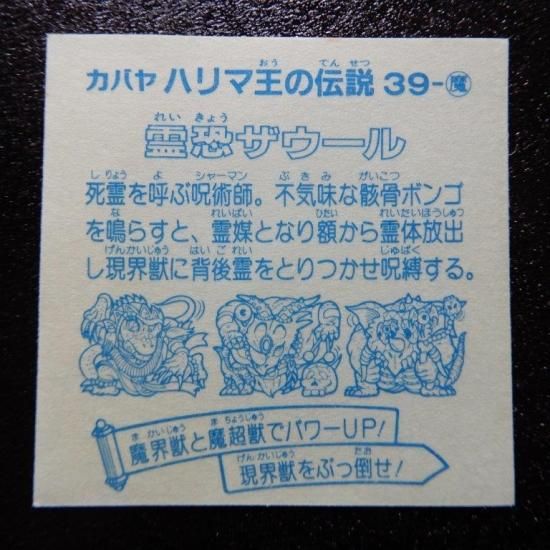 カバヤ ハリマ王の伝説 39-魔
霊恐ザウール
死霊を呼ぶ呪術師。不気味な骸骨ボンゴ
を鳴らすと、霊媒となり額から霊体放出
し現界獣に背後霊をとりつかせ呪縛する。
魔界獣と魔超獣でパワーUP!
現界獣をぶっ倒せ!